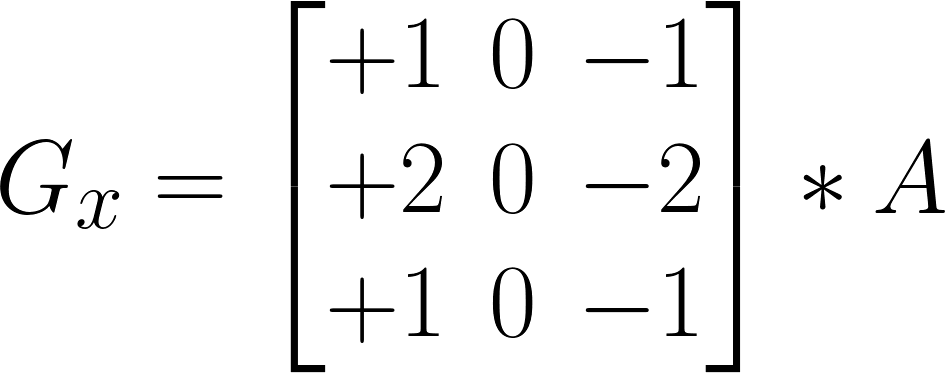 G_x = [ +1 0 −1
+2 0 −2
+1 0 −1 ] * A